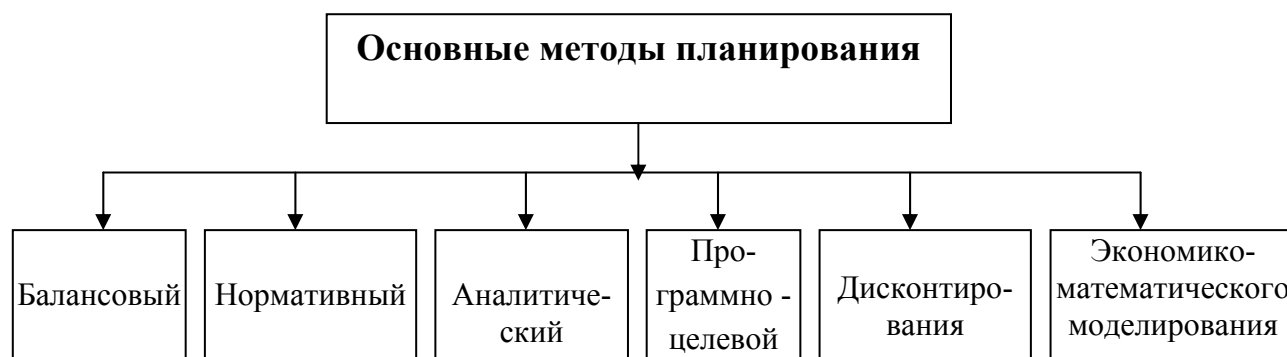 Основные методы планирования
Балансовый
Нормативный
Аналитиче-
ский
Про-
граммно -
целевой
Дисконтиро-
вания
Экономико-
математического
моделирования